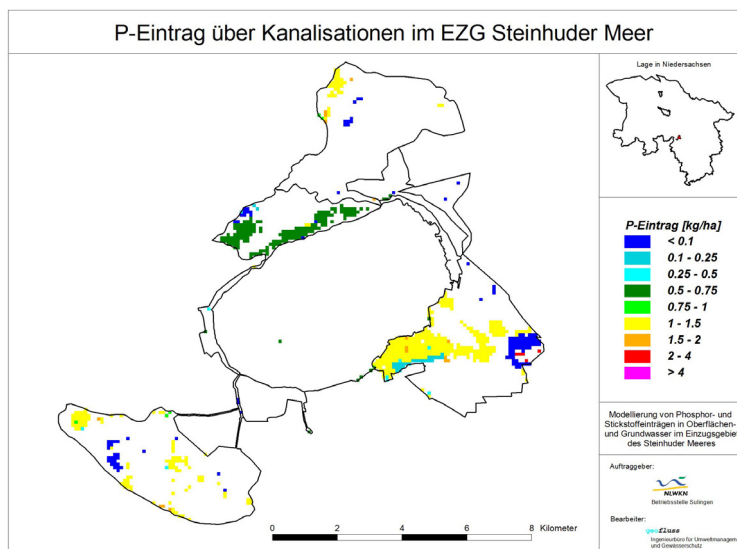 P-Eintrag über Kanalisationen im EZG Steinhuder Meer
Lage in Niedersachsen
P-Eintrag [kg/ha]
< 0.1
0.1 - 0.25
0.25 - 0.5
0.5 - 0.75
0.75 - 1
1 - 1.5
1.5 - 2
2 - 4
> 4
Modellierung von Phosphor- und
Stickstoffeinträgen in Oberflächen-
und Grundwasser im Einzugsgebiet
des Steinhuder Meeres
Auftraggeber:
NLWKN
Betriebsstelle Sulingen
Bearbeiter:
geofluss
Ingenieurbüro für Umweltmanagem
und Gewässerschutz
0 2 4 6 8 Kilometer